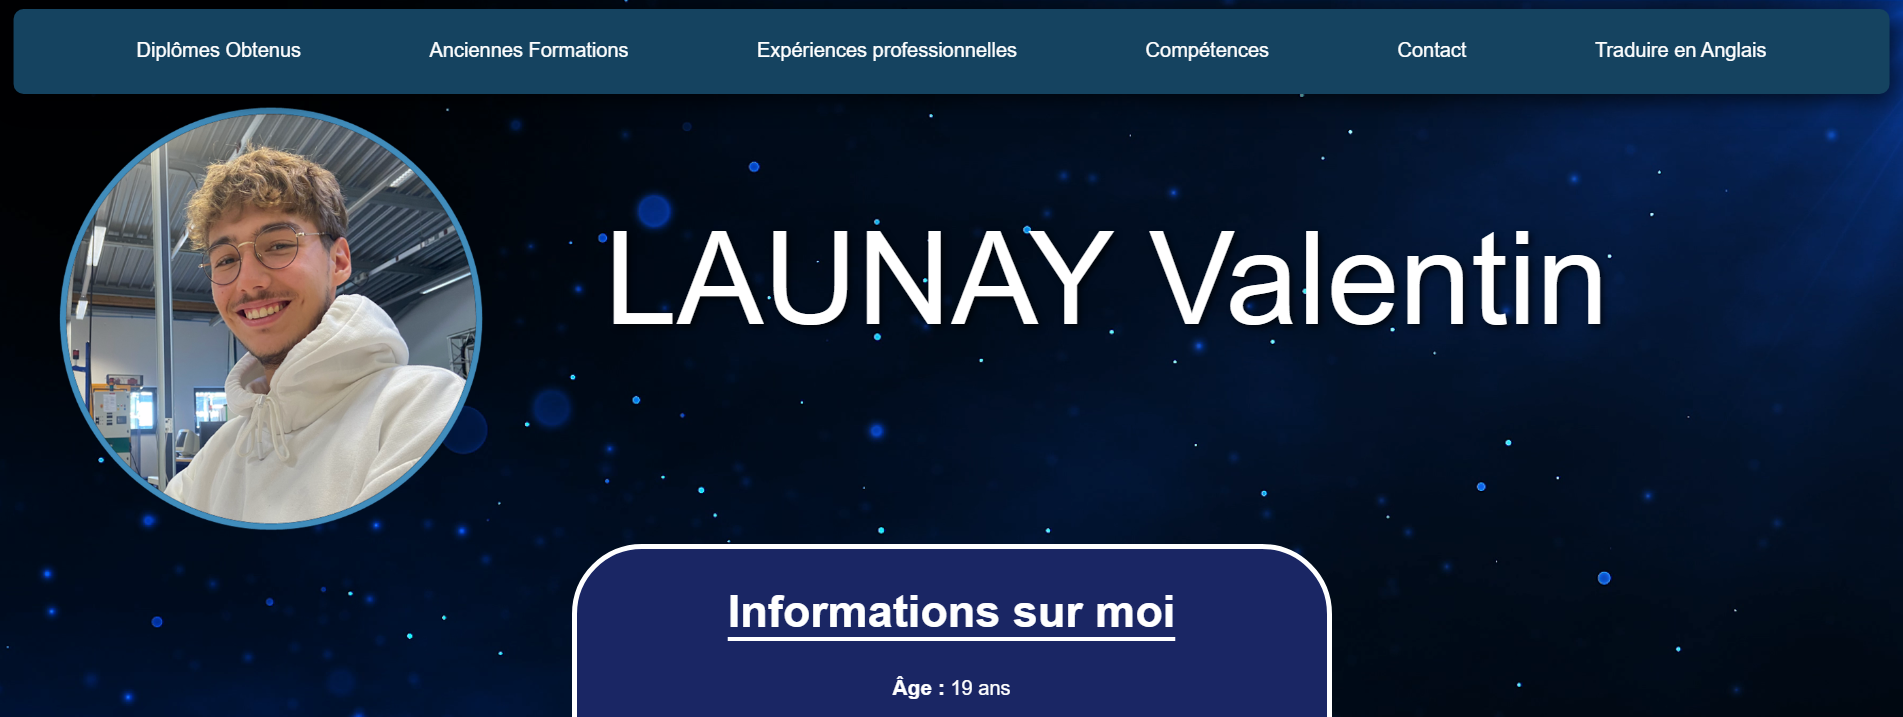 Diplômes Obtenus Anciennes Formations Expériences professionnelles Compétences Contact Traduire en Anglais
LAUNAY Valentin
Informations sur moi
Âge : 19 ans